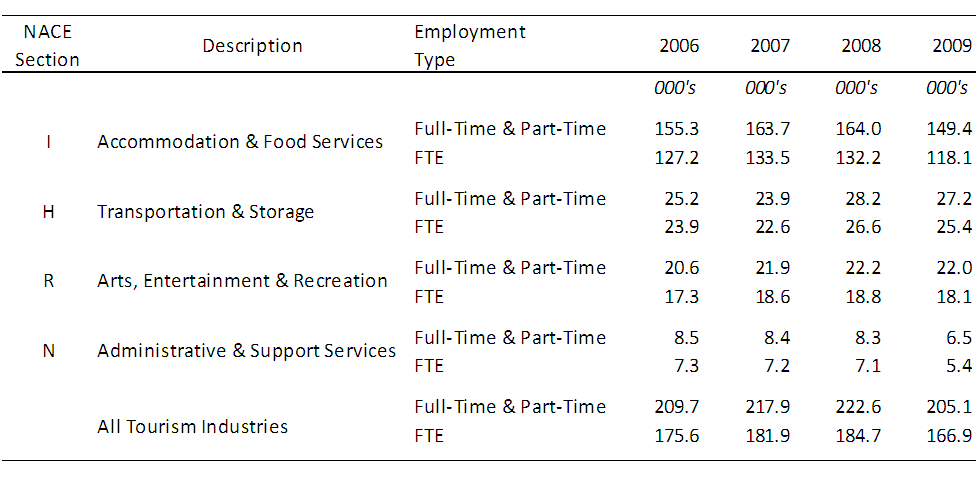 NACE Section Description Employment Type 2006 2007 2008 2009
000's 000's 000's 000's
I Accommodation & Food Services Full-Time & Part-Time 155.3 163.7 164.0 149.4
FTE 127.2 133.5 132.2 118.1
H Transportation & Storage Full-Time & Part-Time 25.2 23.9 28.2 27.2
FTE 23.9 22.6 26.6 25.4
R Arts, Entertainment & Recreation Full-Time & Part-Time 20.6 21.9 22.2 22.0
FTE 17.3 18.6 18.8 18.1
N Administrative & Support Services Full-Time & Part-Time 8.5 8.4 8.3 6.5
FTE 7.3 7.2 7.1 5.4
All Tourism Industries Full-Time & Part-Time 209.7 217.9 222.6 205.1
FTE 175.6 181.9 184.7 166.9